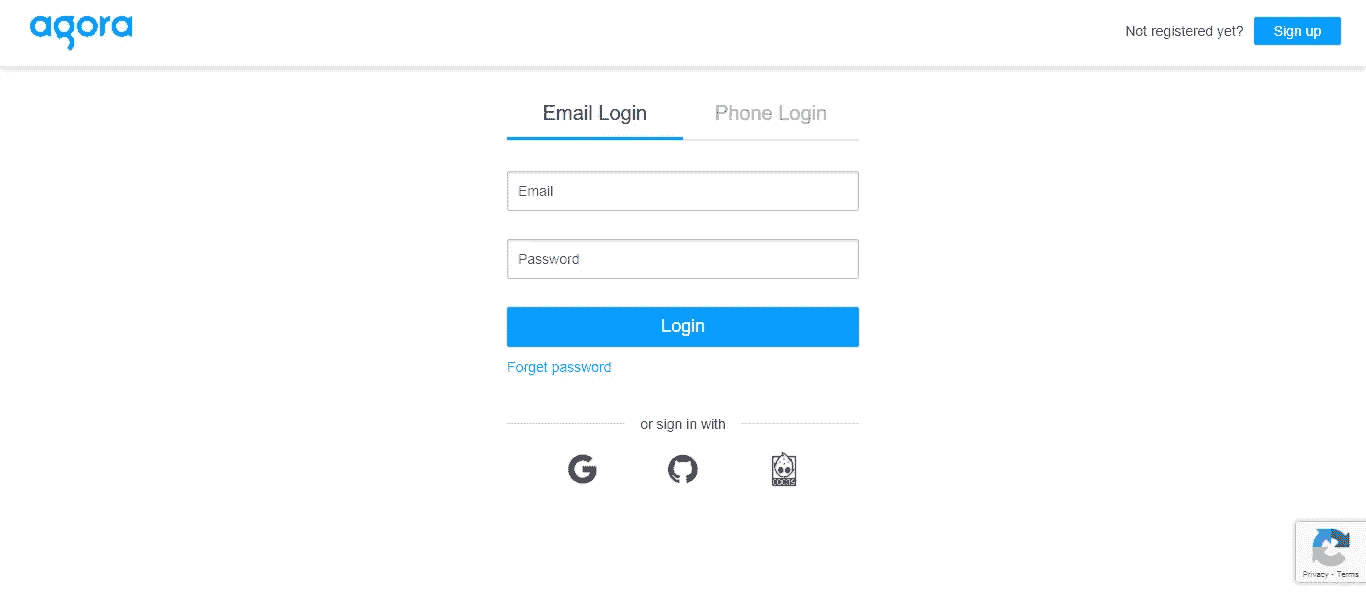 agora
Not registered yet? Sign up
Email Login Phone Login
Email
Password
Login
Forget password
or sign in with
COCOS
Privacy - Terms